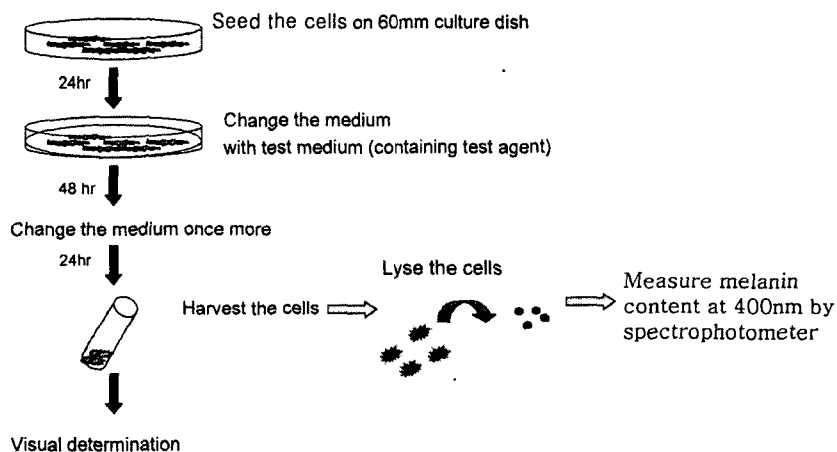 Seed the cells on 60mm culture dish
24hr
Change the medium
with test medium (containing test agent)
48 hr
Change the medium once more
24hr
Harvest the cells
Lyse the cells
Measure melanin
content at 400nm by
spectrophotometer
Visual determination